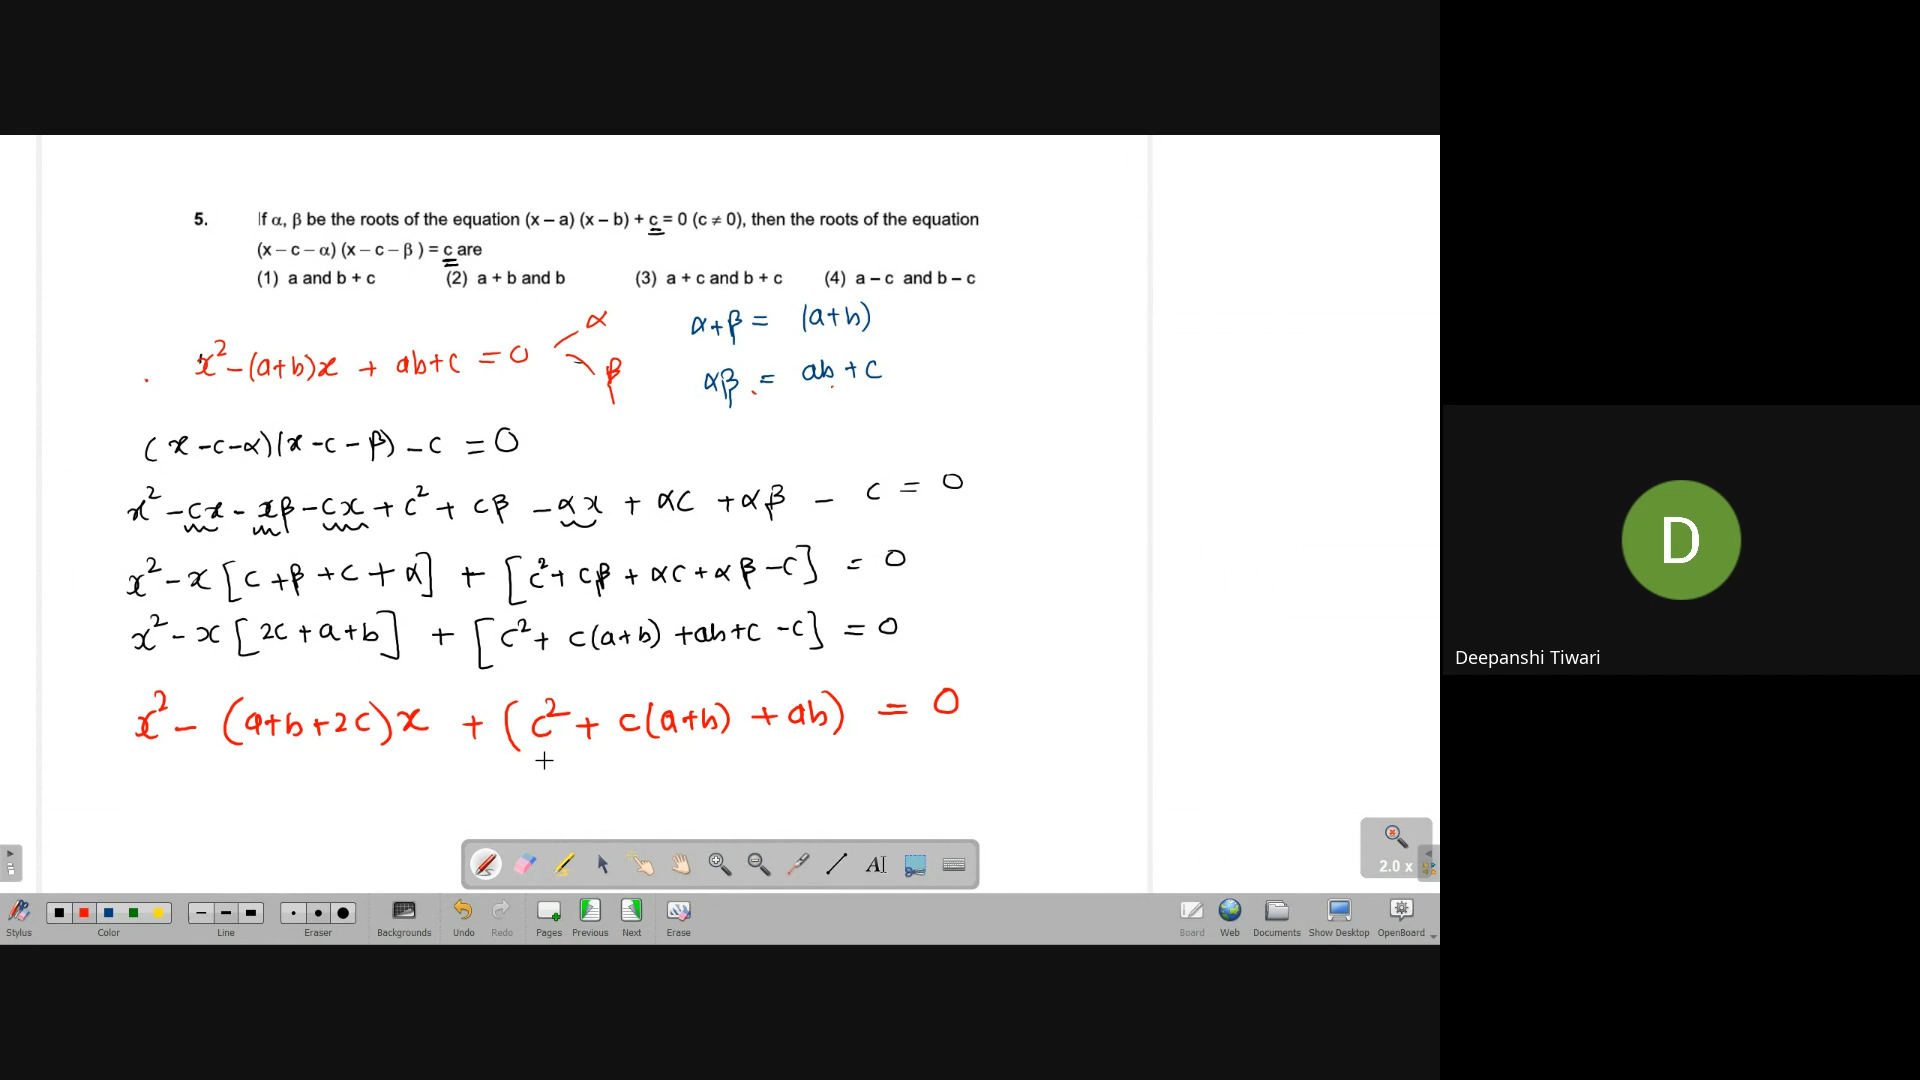 5. If α, β be the roots of the equation (x – a) (x – b) + c = 0 (c ≠ 0), then the roots of the equation
(x – c – α) (x – c – β ) = c are
(1) a and b + c (2) a + b and b (3) a + c and b + c (4) a – c and b – c
x² - (a+b)x + ab+c = 0
α
β
α+β = (a+b)
αβ = ab + c
(x - c - α)(x - c - β) - c = 0
x² - cx - xβ - cx + c² + cβ - αx + αc + αβ - c = 0
x² - x [c + β + c + α] + [c² + cβ + αc + αβ - c] = 0
x² - x [2c + a + b] + [c² + c(a+b) + ab + c - c] = 0
x² - (a+b+2c)x + (c² + c(a+b) + ab) = 0
D
Deepanshi Tiwari
2.0 x
Stylus Color Line Eraser Backgrounds Undo Redo Pages Previous Next Erase Board Web Documents Show Desktop OpenBoard